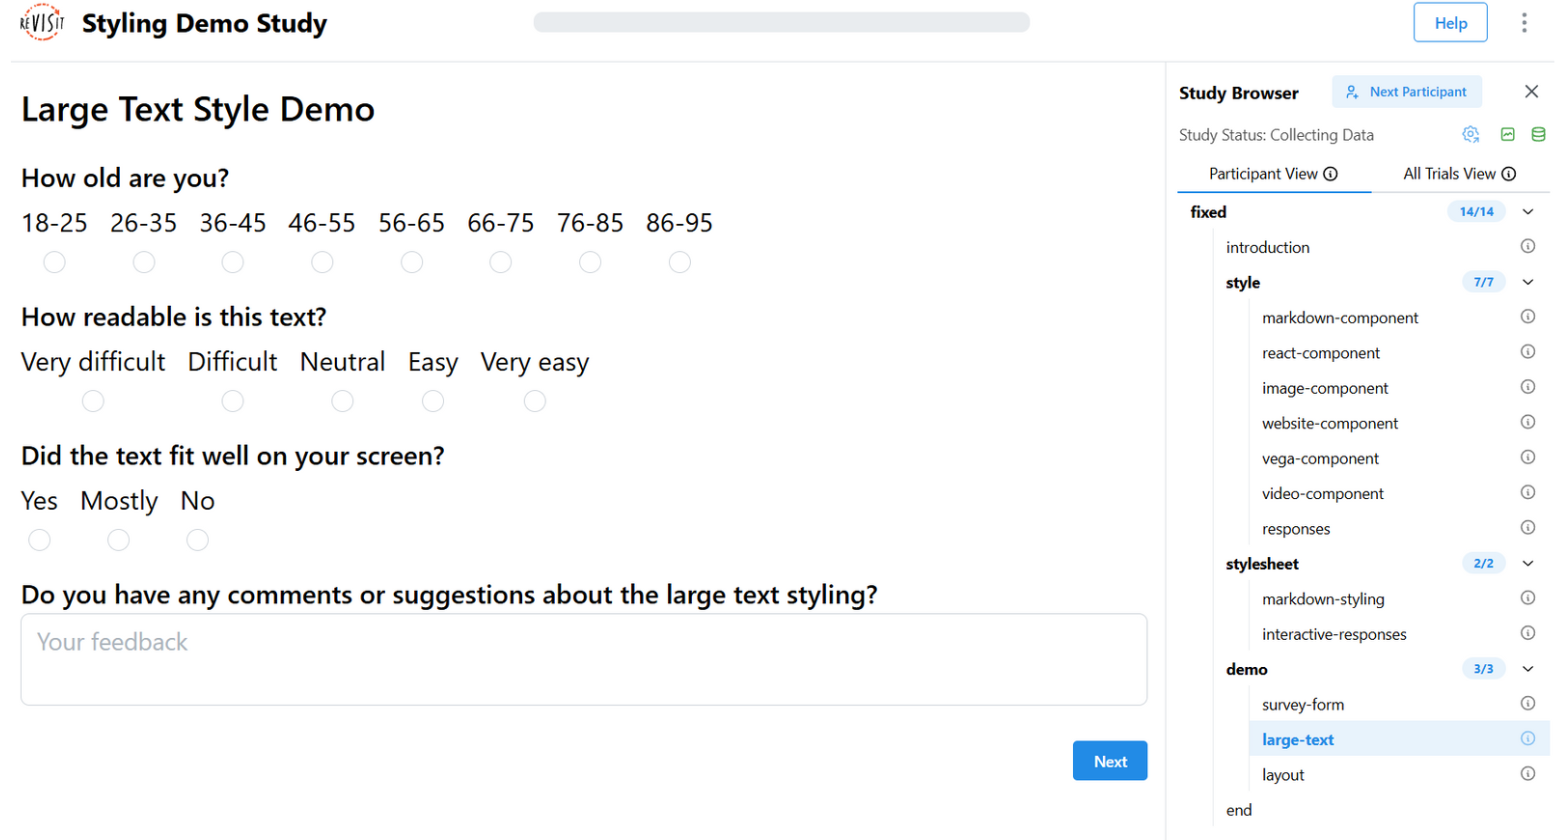 reVISit Styling Demo Study Help
Large Text Style Demo
How old are you?
18-25 26-35 36-45 46-55 56-65 66-75 76-85 86-95
How readable is this text?
Very difficult Difficult Neutral Easy Very easy
Did the text fit well on your screen?
Yes Mostly No
Do you have any comments or suggestions about the large text styling?
Your feedback
Next
Study Browser Next Participant
Study Status: Collecting Data
Participant View All Trials View
fixed 14/14
introduction
style 7/7
markdown-component
react-component
image-component
website-component
vega-component
video-component
responses
stylesheet 2/2
markdown-styling
interactive-responses
demo 3/3
survey-form
large-text
layout
end